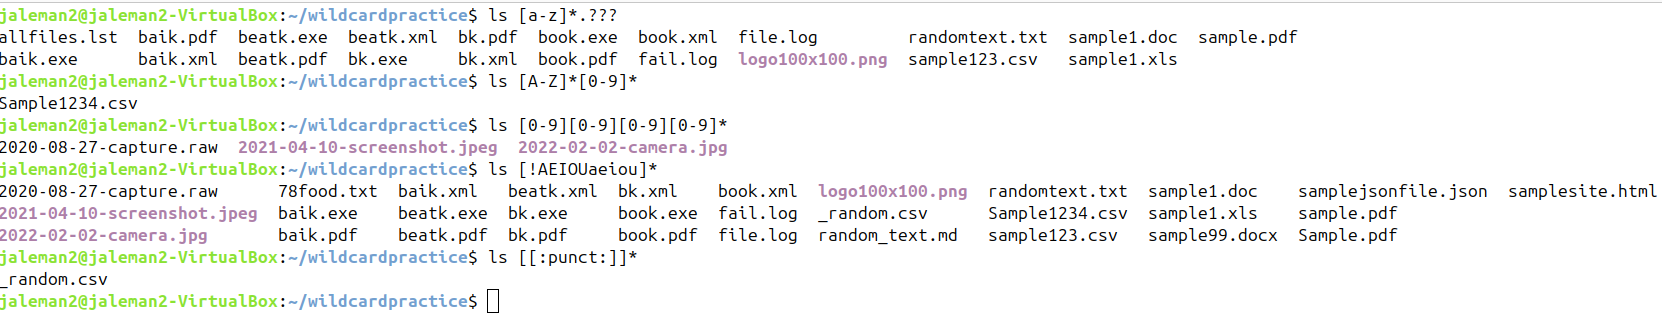 jaleman2@jaleman2-VirtualBox:~/wildcardpractice$ ls [a-z]*.???
allfiles.lst  baik.pdf  beatk.exe  beatk.xml  bk.pdf  book.exe  book.xml  file.log         randomtext.txt  sample1.doc  sample.pdf
baik.exe      baik.xml  beatk.pdf  bk.exe     bk.xml  book.pdf  fail.log  logo100x100.png  sample123.csv   sample1.xls
jaleman2@jaleman2-VirtualBox:~/wildcardpractice$ ls [A-Z]*[0-9]*
Sample1234.csv
jaleman2@jaleman2-VirtualBox:~/wildcardpractice$ ls [0-9][0-9][0-9][0-9]*
2020-08-27-capture.raw  2021-04-10-screenshot.jpeg  2022-02-02-camera.jpg
jaleman2@jaleman2-VirtualBox:~/wildcardpractice$ ls [!AEIOUaeiou]*
2020-08-27-capture.raw      78food.txt  baik.xml   beatk.xml  bk.xml    book.xml  logo100x100.png  randomtext.txt  sample1.doc    samplejsonfile.json  samplesite.html
2021-04-10-screenshot.jpeg  baik.exe    beatk.exe  bk.exe     book.exe  fail.log  _random.csv      Sample1234.csv  sample1.xls    sample.pdf
2022-02-02-camera.jpg       baik.pdf    beatk.pdf  bk.pdf     book.pdf  file.log  random_text.md   sample123.csv   sample99.docx  Sample.pdf
jaleman2@jaleman2-VirtualBox:~/wildcardpractice$ ls [[:punct:]]*
_random.csv
jaleman2@jaleman2-VirtualBox:~/wildcardpractice$